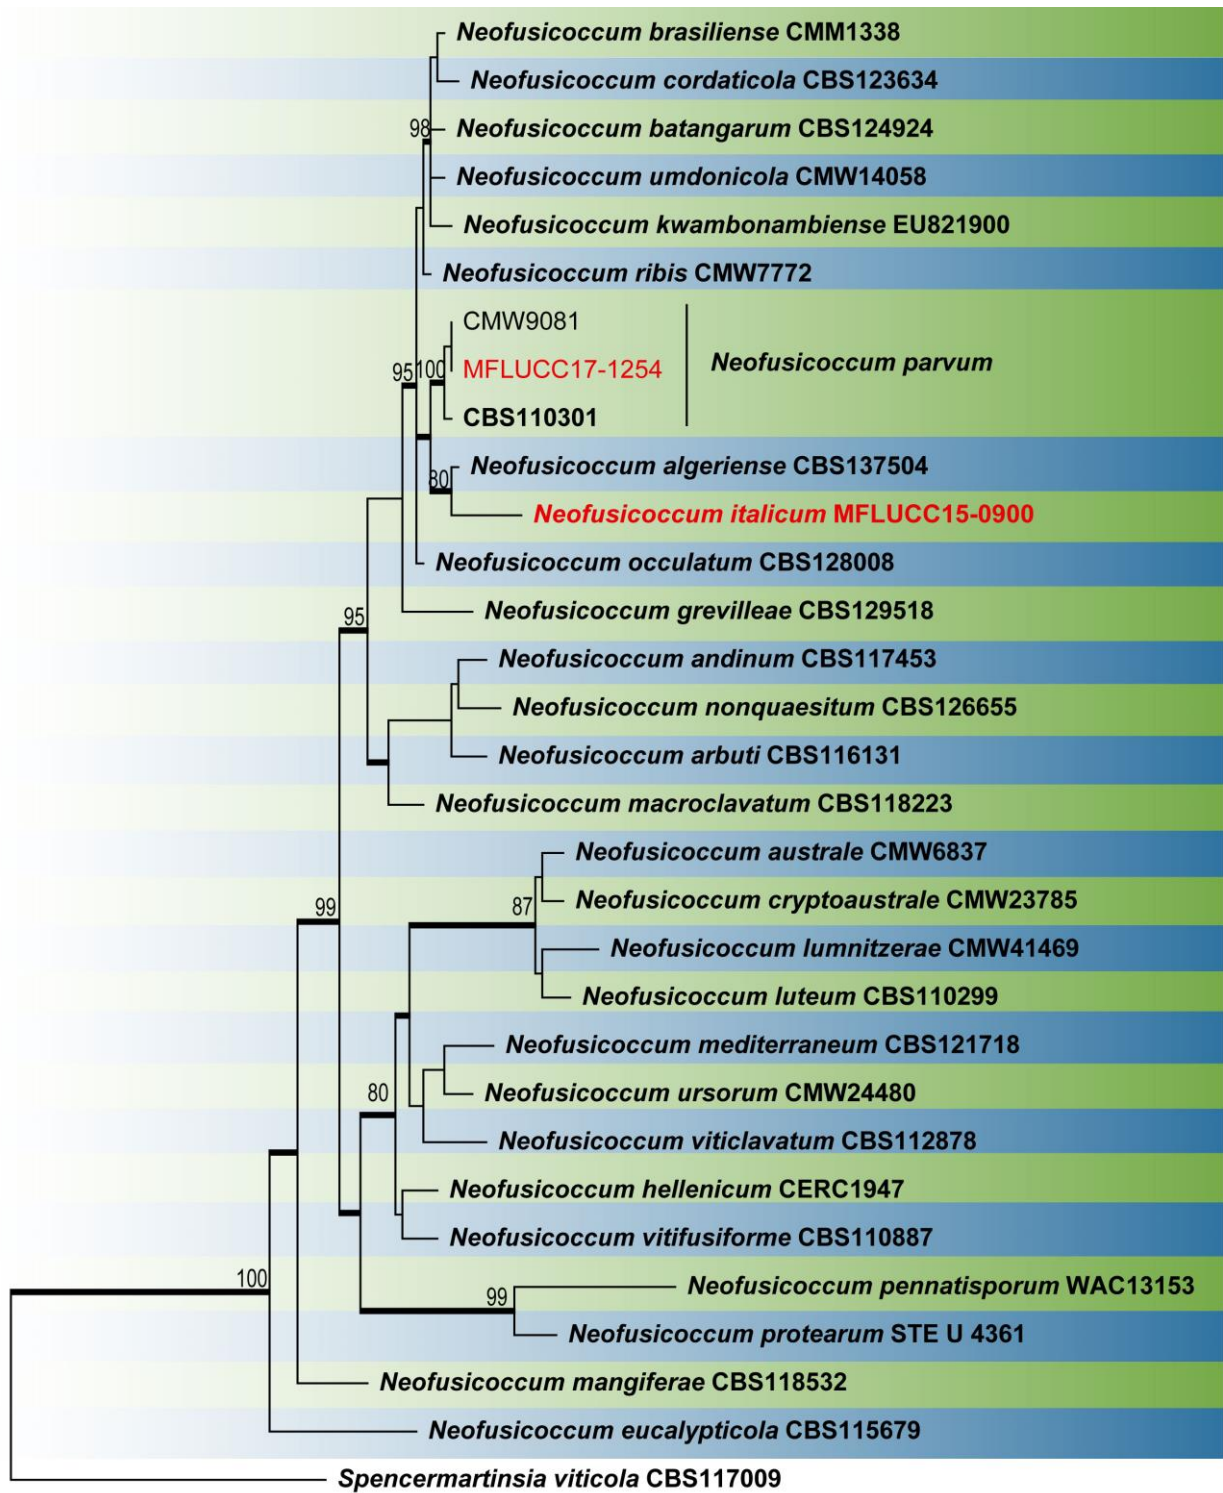 Neofusicoccum brasiliense CMM1338
Neofusicoccum cordaticola CBS123634
98
Neofusicoccum batangarum CBS124924
Neofusicoccum umdonicola CMW14058
Neofusicoccum kwambonambiense EU821900
Neofusicoccum ribis CMW7772
CMW9081
95 100 MFLUCC17-1254 Neofusicoccum parvum
CBS110301
Neofusicoccum algeriense CBS137504
80
Neofusicoccum italicum MFLUCC15-0900
Neofusicoccum occulatum CBS128008
Neofusicoccum grevilleae CBS129518
95
Neofusicoccum andinum CBS117453
Neofusicoccum nonquaesitum CBS126655
Neofusicoccum arbuti CBS116131
Neofusicoccum macroclavatum CBS118223
Neofusicoccum australe CMW6837
99 87 Neofusicoccum cryptoaustrale CMW23785
Neofusicoccum lumnitzerae CMW41469
Neofusicoccum luteum CBS110299
Neofusicoccum mediterraneum CBS121718
80 Neofusicoccum ursorum CMW24480
Neofusicoccum viticlavatum CBS112878
Neofusicoccum hellenicum CERC1947
Neofusicoccum vitifusiforme CBS110887
100
99 Neofusicoccum pennatisporum WAC13153
Neofusicoccum protearum STE U 4361
Neofusicoccum mangiferae CBS118532
Neofusicoccum eucalypticola CBS115679
Spencermartinsia viticola CBS117009